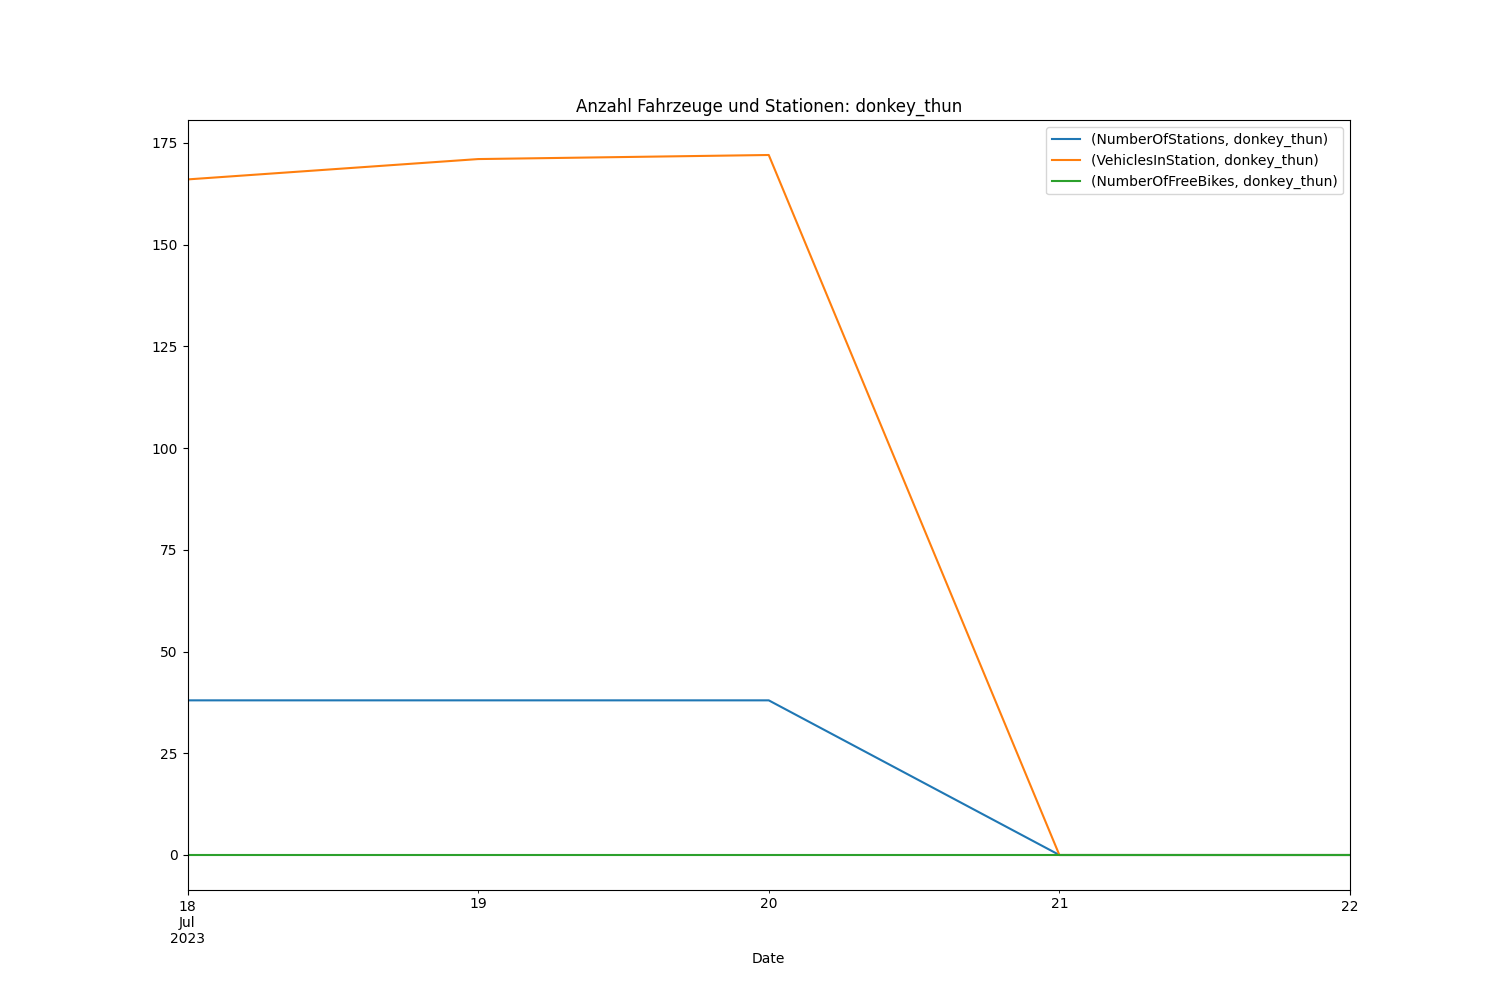 Anzahl Fahrzeuge und Stationen: donkey_thun
(NumberOfStations, donkey_thun)
(VehiclesInStation, donkey_thun)
(NumberOfFreeBikes, donkey_thun)
175
150
125
100
75
50
25
0
18 19 20 21 22
Jul
2023
Date